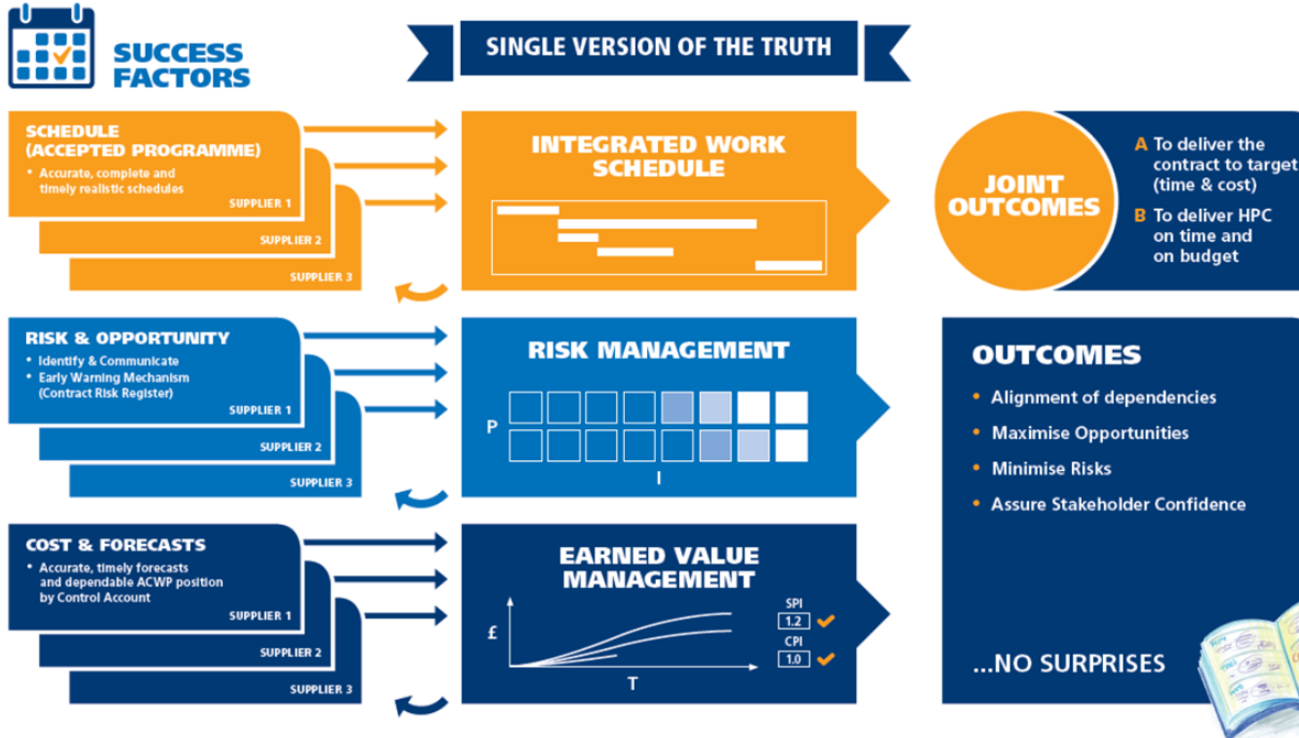 SUCCESS
FACTORS
SINGLE VERSION OF THE TRUTH
SCHEDULE
(ACCEPTED PROGRAMME)
• Accurate, complete and
timely realistic schedules
SUPPLIER 1
SUPPLIER 2
SUPPLIER 3
INTEGRATED WORK
SCHEDULE
JOINT
OUTCOMES
A To deliver the
contract to target
(time & cost)
B To deliver HPC
on time and
on budget
RISK & OPPORTUNITY
• Identify & Communicate
• Early Warning Mechanism
(Contract Risk Register)
SUPPLIER 1
SUPPLIER 2
SUPPLIER 3
RISK MANAGEMENT
P
I
OUTCOMES
• Alignment of dependencies
• Maximise Opportunities
• Minimise Risks
• Assure Stakeholder Confidence
...NO SURPRISES
COST & FORECASTS
• Accurate, timely forecasts
and dependable ACWP position
by Control Account
SUPPLIER 1
SUPPLIER 2
SUPPLIER 3
EARNED VALUE
MANAGEMENT
£
T
SPI
1.2
CPI
1.0